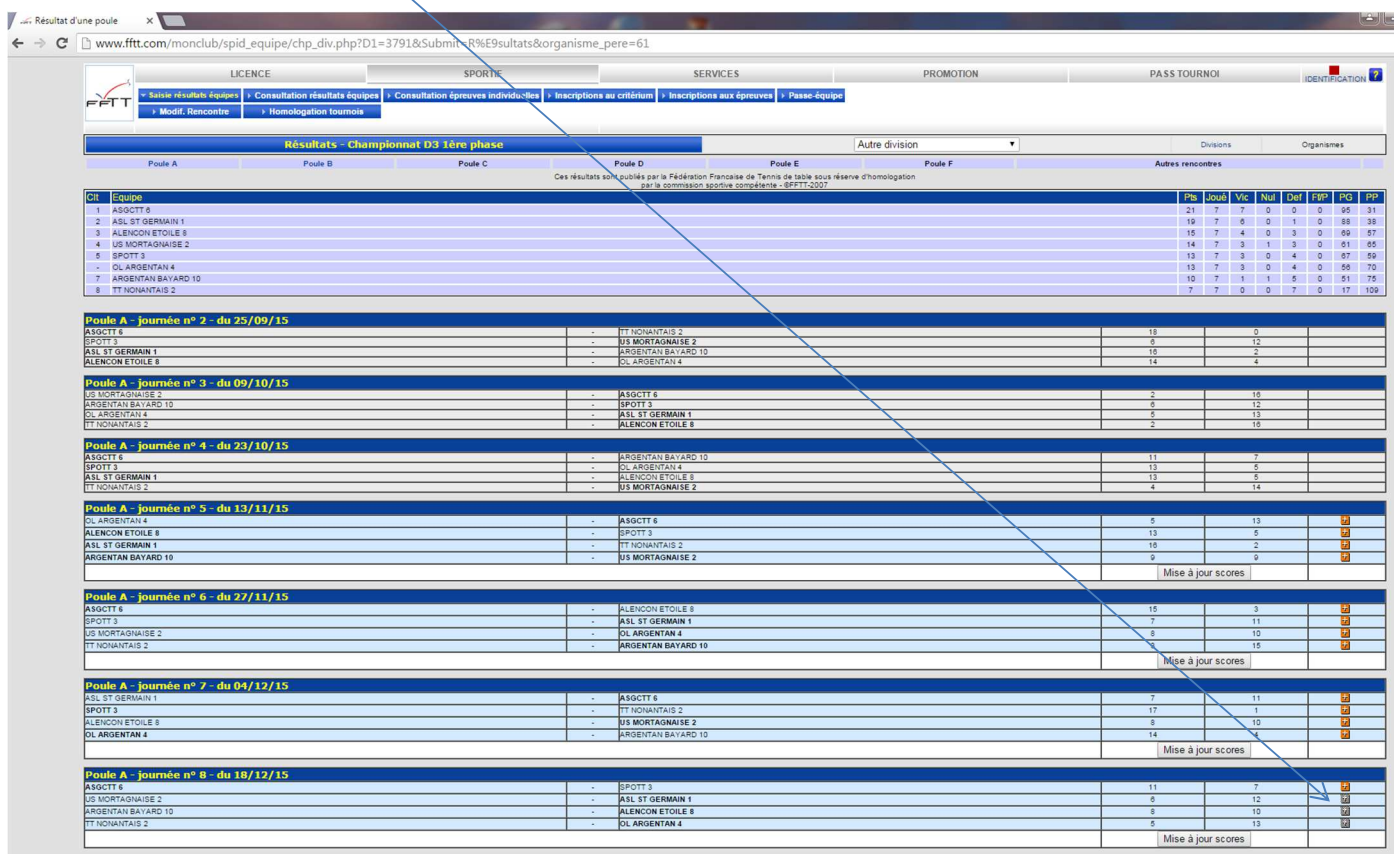 Résultat d'une poule ×
www.fftt.com/monclub/spid_equipe/chp_div.php?D1=3791&Submit=R%E9sultats&organisme_pere=61
FFTT
LICENCE SPORTIF SERVICES PROMOTION PASS TOURNOI IDENTIFICATION ?
Saisie résultats équipes Consultation résultats équipes Consultation épreuves individuelles Inscriptions au critérium Inscriptions aux épreuves Passe-équipe
Modif. Rencontre Homologation tournois
Résultats - Championnat D3 1ère phase Autre division Divisions Organismes
Poule A Poule B Poule C Poule D Poule E Poule F Autres rencontres
Ces résultats sont publiés par la Fédération Francaise de Tennis de table sous réserve d'homologation
par la commission sportive compétente - ©FFTT-2007
Clt Equipe Pts Joué Vic Nul Def Ff/P PG PP
1 ASGCTT 6 21 7 7 0 0 0 95 31
2 ASL ST GERMAIN 1 19 7 6 0 1 0 88 38
3 ALENCON ETOILE 8 15 7 4 0 3 0 69 57
4 US MORTAGNAISE 2 14 7 3 1 3 0 61 65
5 SPOTT 3 13 7 3 0 4 0 67 59
- OL ARGENTAN 4 13 7 3 0 4 0 56 70
7 ARGENTAN BAYARD 10 10 7 1 1 5 0 51 75
8 TT NONANTAIS 2 7 7 0 0 7 0 17 109
Poule A - journée n° 2 - du 25/09/15
ASGCTT 6 - TT NONANTAIS 2 18 0
SPOTT 3 - US MORTAGNAISE 2 6 12
ASL ST GERMAIN 1 - ARGENTAN BAYARD 10 16 2
ALENCON ETOILE 8 - OL ARGENTAN 4 14 4
Poule A - journée n° 3 - du 09/10/15
US MORTAGNAISE 2 - ASGCTT 6 2 16
ARGENTAN BAYARD 10 - SPOTT 3 6 12
OL ARGENTAN 4 - ASL ST GERMAIN 1 5 13
TT NONANTAIS 2 - ALENCON ETOILE 8 2 16
Poule A - journée n° 4 - du 23/10/15
ASGCTT 6 - ARGENTAN BAYARD 10 11 7
SPOTT 3 - OL ARGENTAN 4 13 5
ASL ST GERMAIN 1 - ALENCON ETOILE 8 13 5
TT NONANTAIS 2 - US MORTAGNAISE 2 4 14
Poule A - journée n° 5 - du 13/11/15
OL ARGENTAN 4 - ASGCTT 6 5 13
ALENCON ETOILE 8 - SPOTT 3 13 5
ASL ST GERMAIN 1 - TT NONANTAIS 2 16 2
ARGENTAN BAYARD 10 - US MORTAGNAISE 2 9 9
Mise à jour scores
Poule A - journée n° 6 - du 27/11/15
ASGCTT 6 - ALENCON ETOILE 8 15 3
SPOTT 3 - ASL ST GERMAIN 1 7 11
US MORTAGNAISE 2 - OL ARGENTAN 4 8 10
TT NONANTAIS 2 - ARGENTAN BAYARD 10 15
Mise à jour scores
Poule A - journée n° 7 - du 04/12/15
ASL ST GERMAIN 1 - ASGCTT 6 7 11
SPOTT 3 - TT NONANTAIS 2 17 1
ALENCON ETOILE 8 - US MORTAGNAISE 2 8 10
OL ARGENTAN 4 - ARGENTAN BAYARD 10 14 4
Mise à jour scores
Poule A - journée n° 8 - du 18/12/15
ASGCTT 6 - SPOTT 3 11 7
US MORTAGNAISE 2 - ASL ST GERMAIN 1 6 12
ARGENTAN BAYARD 10 - ALENCON ETOILE 8 8 10
TT NONANTAIS 2 - OL ARGENTAN 4 5 13
Mise à jour scores